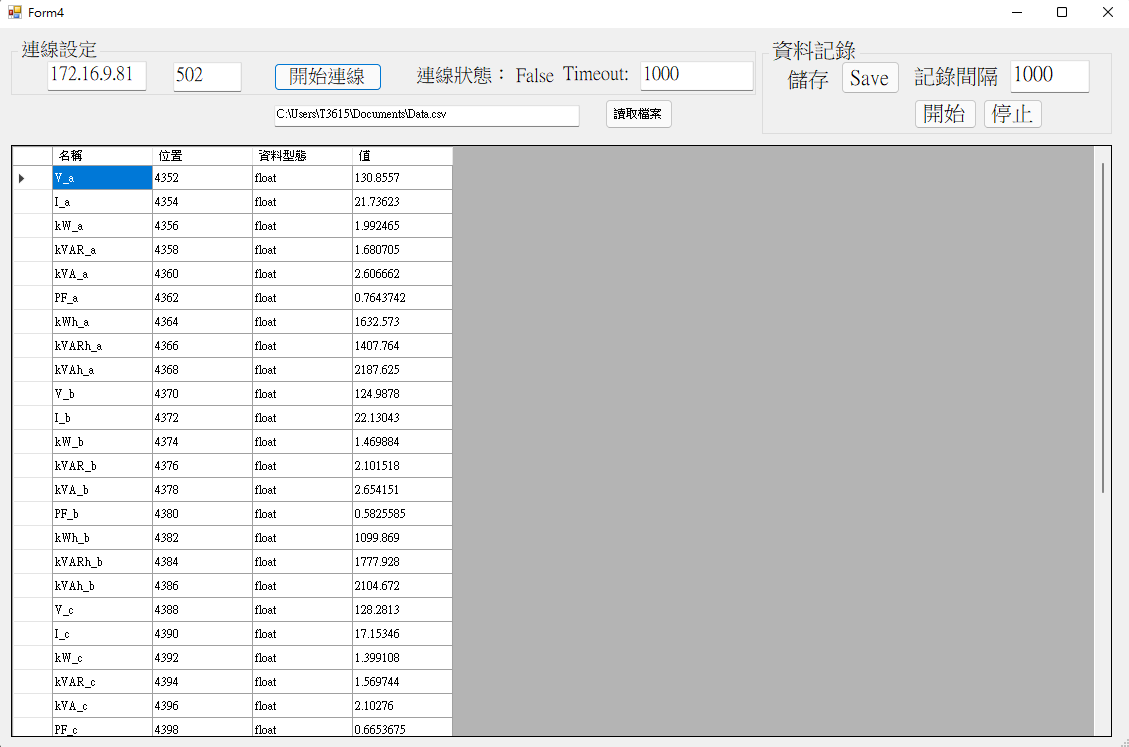 Form4
連線設定
172.16.9.81 502 開始連線 連線狀態： False Timeout: 1000
C:\Users\T3615\Documents\Data.csv 讀取檔案
資料記錄
儲存 Save 記錄間隔 1000
開始 停止
名稱 位置 資料型態 值
V_a 4352 float 130.8557
I_a 4354 float 21.73623
kW_a 4356 float 1.992465
kVAR_a 4358 float 1.680705
kVA_a 4360 float 2.606662
PF_a 4362 float 0.7643742
kWh_a 4364 float 1632.573
kVARh_a 4366 float 1407.764
kVAh_a 4368 float 2187.625
V_b 4370 float 124.9878
I_b 4372 float 22.13043
kW_b 4374 float 1.469884
kVAR_b 4376 float 2.101518
kVA_b 4378 float 2.654151
PF_b 4380 float 0.5825585
kWh_b 4382 float 1099.869
kVARh_b 4384 float 1777.928
kVAh_b 4386 float 2104.672
V_c 4388 float 128.2813
I_c 4390 float 17.15346
kW_c 4392 float 1.399108
kVAR_c 4394 float 1.569744
kVA_c 4396 float 2.10276
PF_c 4398 float 0.6653675